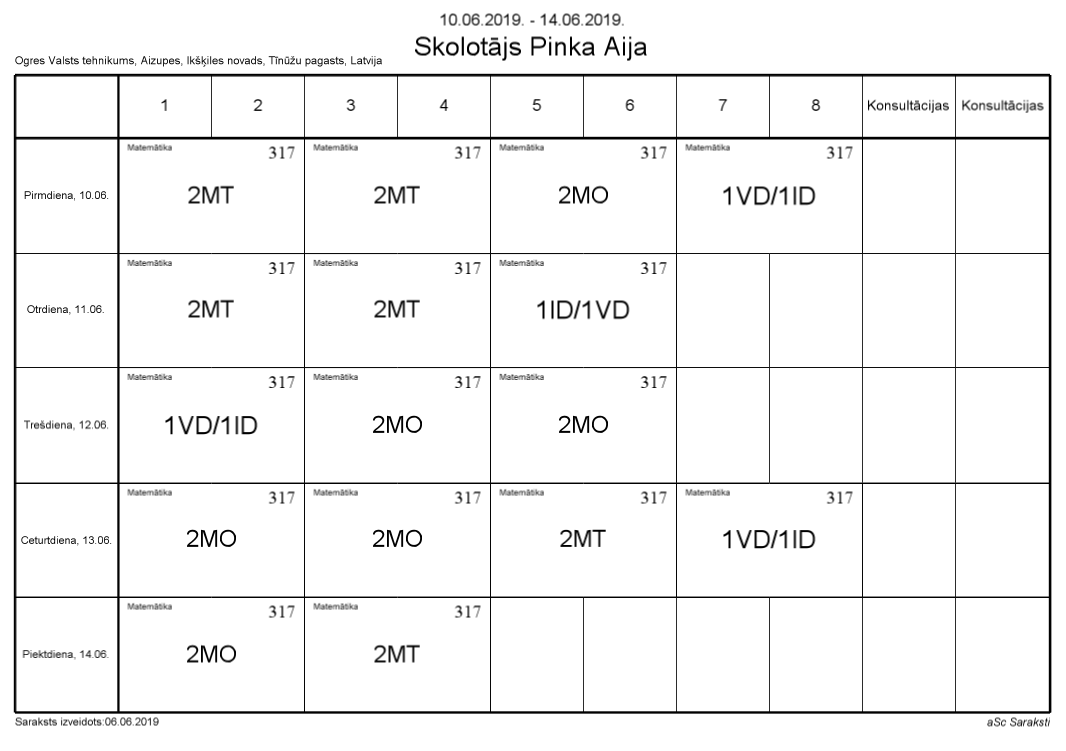 10.06.2019. - 14.06.2019.
Skolotājs Pinka Aija
Ogres Valsts tehnikums, Aizupes, Ikšķiles novads, Tīnūžu pagasts, Latvija
1 2 3 4 5 6 7 8 Konsultācijas Konsultācijas
Matemātika 317 Matemātika 317 Matemātika 317 Matemātika 317
Pirmdiena, 10.06. 2MT 2MT 2MO 1VD/1ID
Matemātika 317 Matemātika 317 Matemātika 317
Otrdiena, 11.06. 2MT 2MT 1ID/1VD
Matemātika 317 Matemātika 317 Matemātika 317
Trešdiena, 12.06. 1VD/1ID 2MO 2MO
Matemātika 317 Matemātika 317 Matemātika 317 Matemātika 317
Ceturtdiena, 13.06. 2MO 2MO 2MT 1VD/1ID
Matemātika 317 Matemātika 317
Piektdiena, 14.06. 2MO 2MT
Saraksts izveidots:06.06.2019 aSc Saraksti